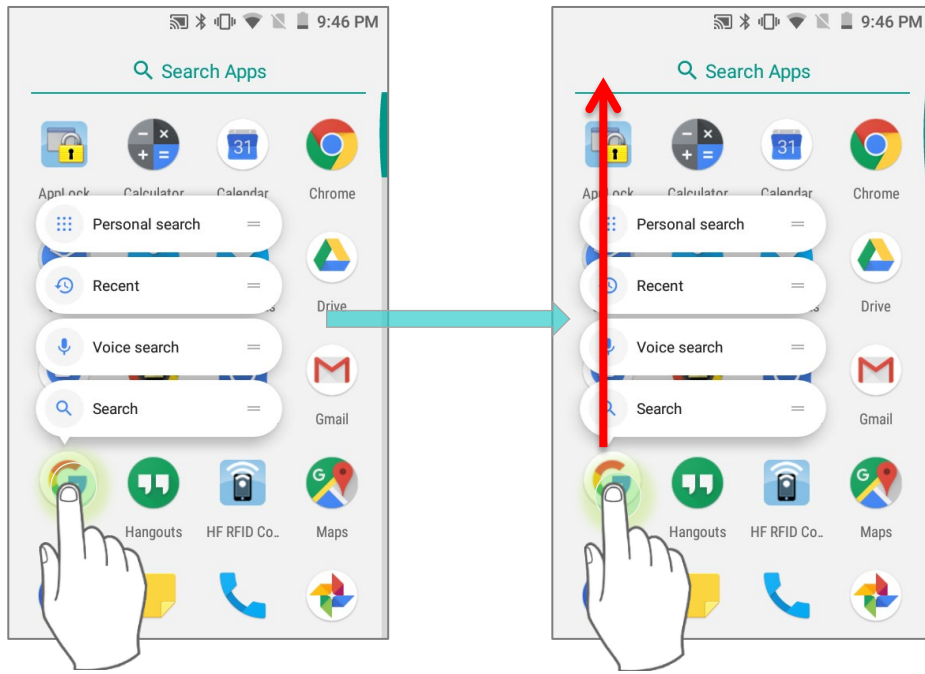 9:46 PM
Search Apps
31
AppLock Calculator Calendar Chrome
Personal search
Recent
Drive
Voice search
Search
Gmail
G
Hangouts HF RFID Co.. Maps
9:46 PM
Search Apps
31
Calculator Calendar Chrome
Personal search
Recent
Drive
Voice search
Search
Gmail
G
Hangouts HF RFID Co.. Maps